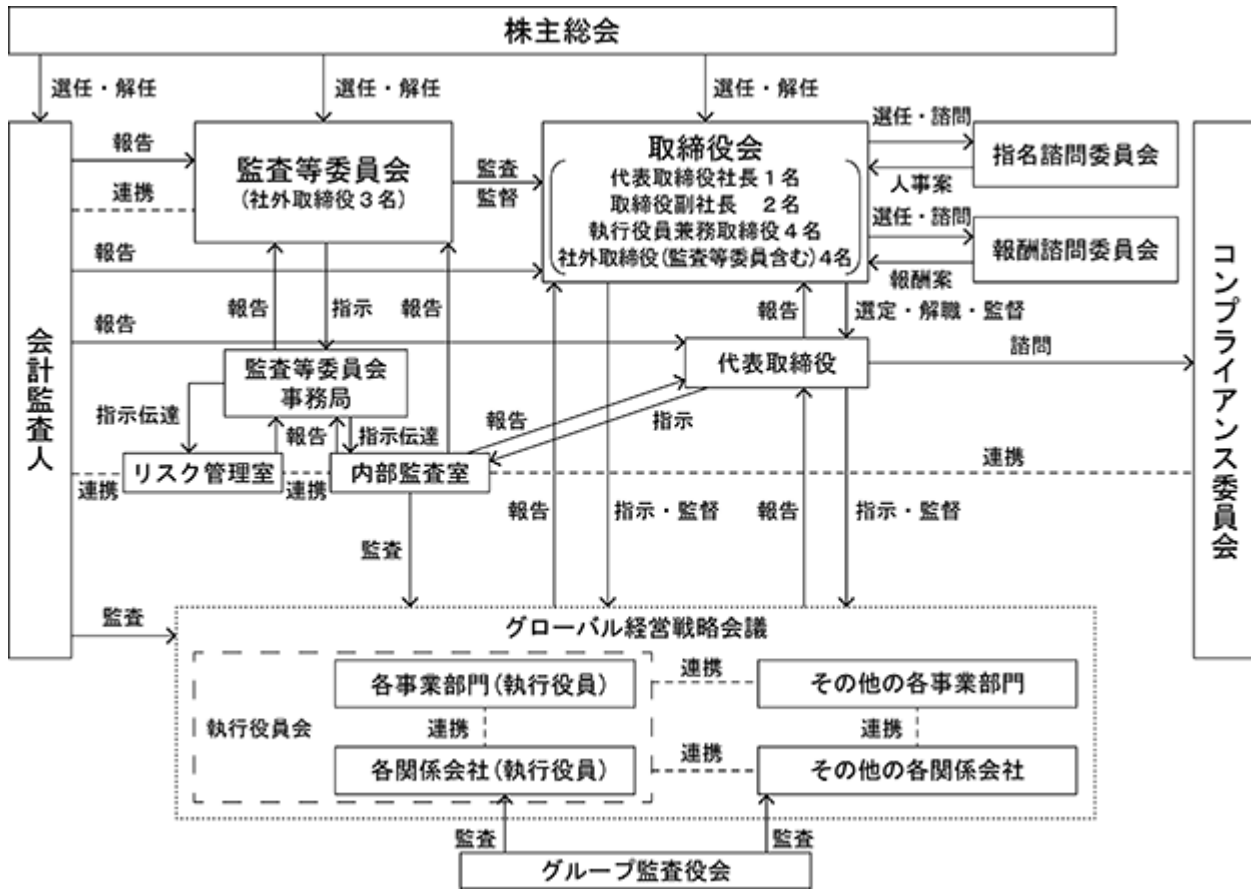 株主総会
選任・解任
選任・解任
選任・解任
会計監査人
報告
連携
報告
報告
監査等委員会
(社外取締役３名)
監査
監督
取締役会
代表取締役社長１名
取締役副社長　２名
執行役員兼務取締役４名
社外取締役(監査等委員含む)４名
選任・諮問
人事案
指名諮問委員会
選任・諮問
報酬案
報酬諮問委員会
コンプライアンス委員会
報告
指示
報告
報告
選定・解職・監督
監査等委員会
事務局
代表取締役
諮問
指示伝達
報告
指示伝達
報告
指示
連携
リスク管理室
連携
内部監査室
連携
監査
報告
指示・監督
報告
指示・監督
監査
グローバル経営戦略会議
執行役員会
各事業部門(執行役員)
連携
その他の各事業部門
連携
連携
各関係会社(執行役員)
連携
その他の各関係会社
監査
監査
グループ監査役会